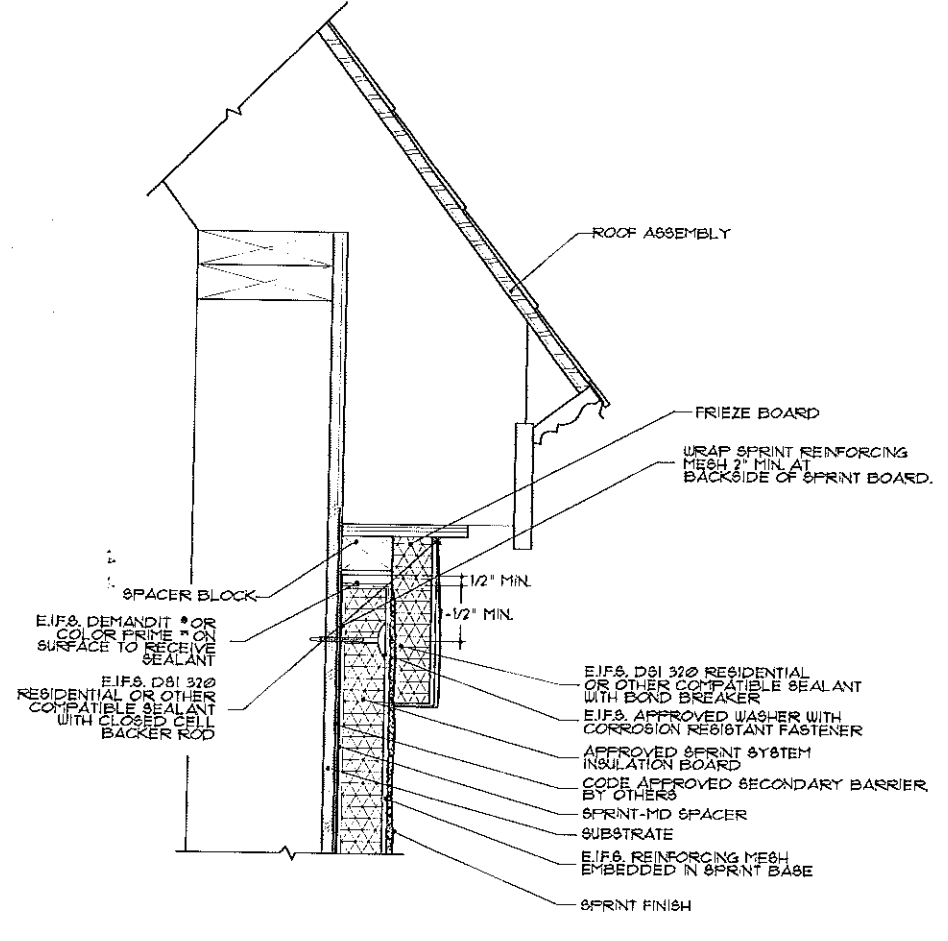 ROOF ASSEMBLY
FRIEZE BOARD
WRAP SPRINT REINFORCING
MESH 2" MIN. AT
BACKSIDE OF SPRINT BOARD.
1/2" MIN.
1-1/2" MIN.
SPACER BLOCK
E.I.F.S. DEMANDIT ® OR
COLOR PRIME ™ ON
SURFACE TO RECEIVE
SEALANT
E.I.F.S. DSI 320
RESIDENTIAL OR OTHER
COMPATIBLE SEALANT
WITH CLOSED CELL
BACKER ROD
E.I.F.S. DSI 320 RESIDENTIAL
OR OTHER COMPATIBLE SEALANT
WITH BOND BREAKER
E.I.F.S. APPROVED WASHER WITH
CORROSION RESISTANT FASTENER
APPROVED SPRINT SYSTEM
INSULATION BOARD
CODE APPROVED SECONDARY BARRIER,
BY OTHERS
SPRINT-MD SPACER
SUBSTRATE
E.I.F.S. REINFORCING MESH
EMBEDDED IN SPRINT BASE
SPRINT FINISH